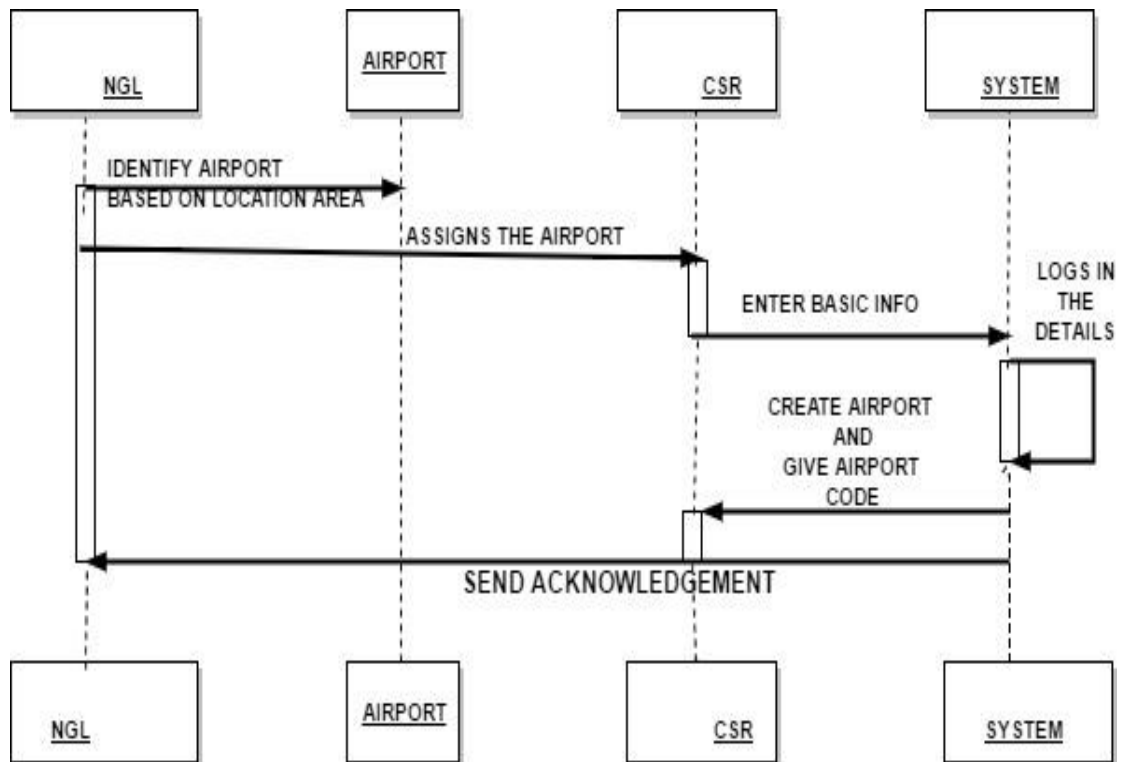 NGL
AIRPORT
CSR
SYSTEM
IDENTIFY AIRPORT
BASED ON LOCATION AREA
ASSIGNS THE AIRPORT
LOGS IN
THE
DETAILS
ENTER BASIC INFO
CREATE AIRPORT
AND
GIVE AIRPORT
CODE
SEND ACKNOWLEDGEMENT
NGL
AIRPORT
CSR
SYSTEM